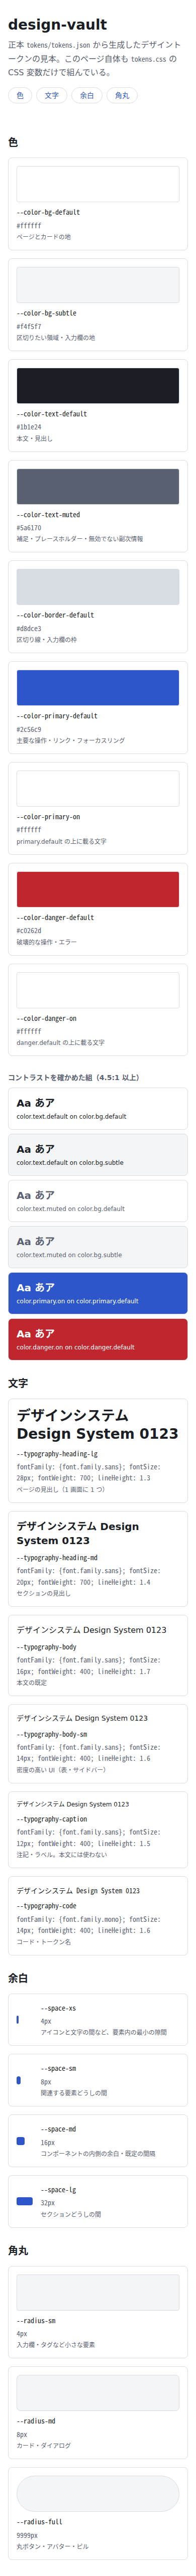 design-vault
正本 tokens/tokens.json から生成したデザイント
ークンの見本。このページ自体も tokens.css の
CSS 変数だけで組んでいる。
色
文字
余白
角丸
色
--color-bg-default
#ffffff
ページとカードの地
--color-bg-subtle
#f4f5f7
区切りたい領域・入力欄の地
--color-text-default
#1b1e24
本文・見出し
--color-text-muted
#5a6170
補足・プレースホルダー・無効でない副次情報
--color-border-default
#d8dce3
区切り線・入力欄の枠
--color-primary-default
#2c56c9
主要な操作・リンク・フォーカスリング
--color-primary-on
#ffffff
primary.default の上に載る文字
--color-danger-default
#c0262d
破壊的な操作・エラー
--color-danger-on
#ffffff
danger.default の上に載る文字
コントラストを確かめた組（4.5:1 以上）
Aa あア
color.text.default on color.bg.default
Aa あア
color.text.default on color.bg.subtle
Aa あア
color.text.muted on color.bg.default
Aa あア
color.text.muted on color.bg.subtle
Aa あア
color.primary.on on color.primary.default
Aa あア
color.danger.on on color.danger.default
文字
デザインシステム
Design System 0123
--typography-heading-lg
fontFamily: {font.family.sans}; fontSize:
28px; fontWeight: 700; lineHeight: 1.3
ページの見出し（1 画面に 1 つ）
デザインシステム Design
System 0123
--typography-heading-md
fontFamily: {font.family.sans}; fontSize:
20px; fontWeight: 700; lineHeight: 1.4
セクションの見出し
デザインシステム Design System 0123
--typography-body
fontFamily: {font.family.sans}; fontSize:
16px; fontWeight: 400; lineHeight: 1.7
本文の既定
デザインシステム Design System 0123
--typography-body-sm
fontFamily: {font.family.sans}; fontSize:
14px; fontWeight: 400; lineHeight: 1.6
密度の高い UI（表・サイドバー）
デザインシステム Design System 0123
--typography-caption
fontFamily: {font.family.sans}; fontSize:
12px; fontWeight: 400; lineHeight: 1.5
注記・ラベル。本文には使わない
デザインシステム Design System 0123
--typography-code
fontFamily: {font.family.mono}; fontSize:
14px; fontWeight: 400; lineHeight: 1.6
コード・トークン名
余白
--space-xs
4px
アイコンと文字の間など、要素内の最小の隙間
--space-sm
8px
関連する要素どうしの間
--space-md
16px
コンポーネントの内側の余白・既定の間隔
--space-lg
32px
セクションどうしの間
角丸
--radius-sm
4px
入力欄・タグなど小さな要素
--radius-md
8px
カード・ダイアログ
--radius-full
9999px
丸ボタン・アバター・ピル